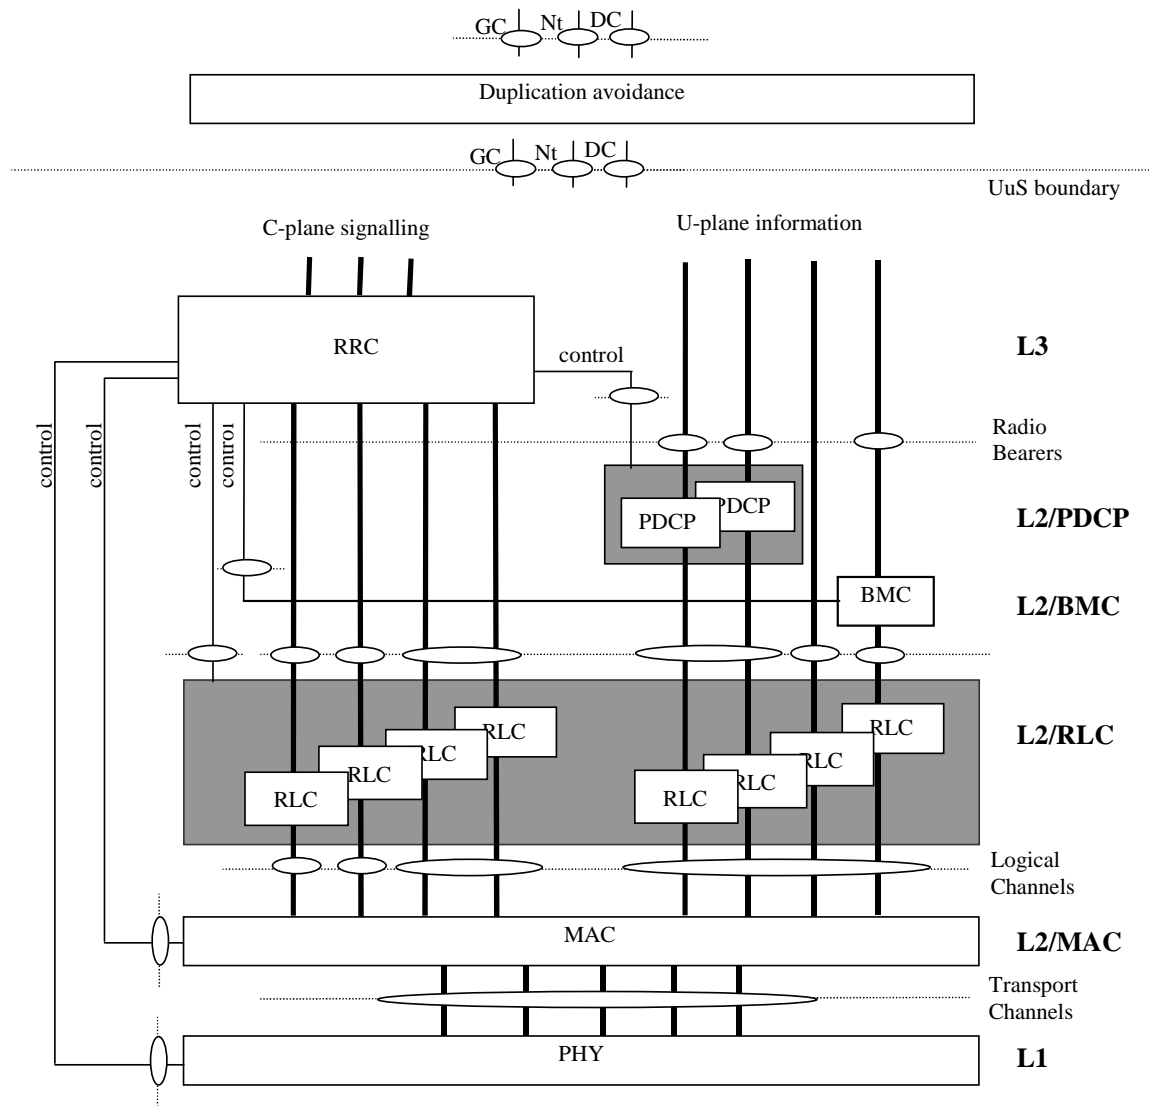 GC Nt DC
Duplication avoidance
GC Nt DC
UuS boundary
C-plane signalling
U-plane information
RRC
control
L3
control
control
control
control
Radio
Bearers
PDCP
PDCP
L2/PDCP
BMC
L2/BMC
RLC
RLC
RLC
RLC
RLC
RLC
RLC
RLC
L2/RLC
Logical
Channels
MAC
L2/MAC
Transport
Channels
PHY
L1